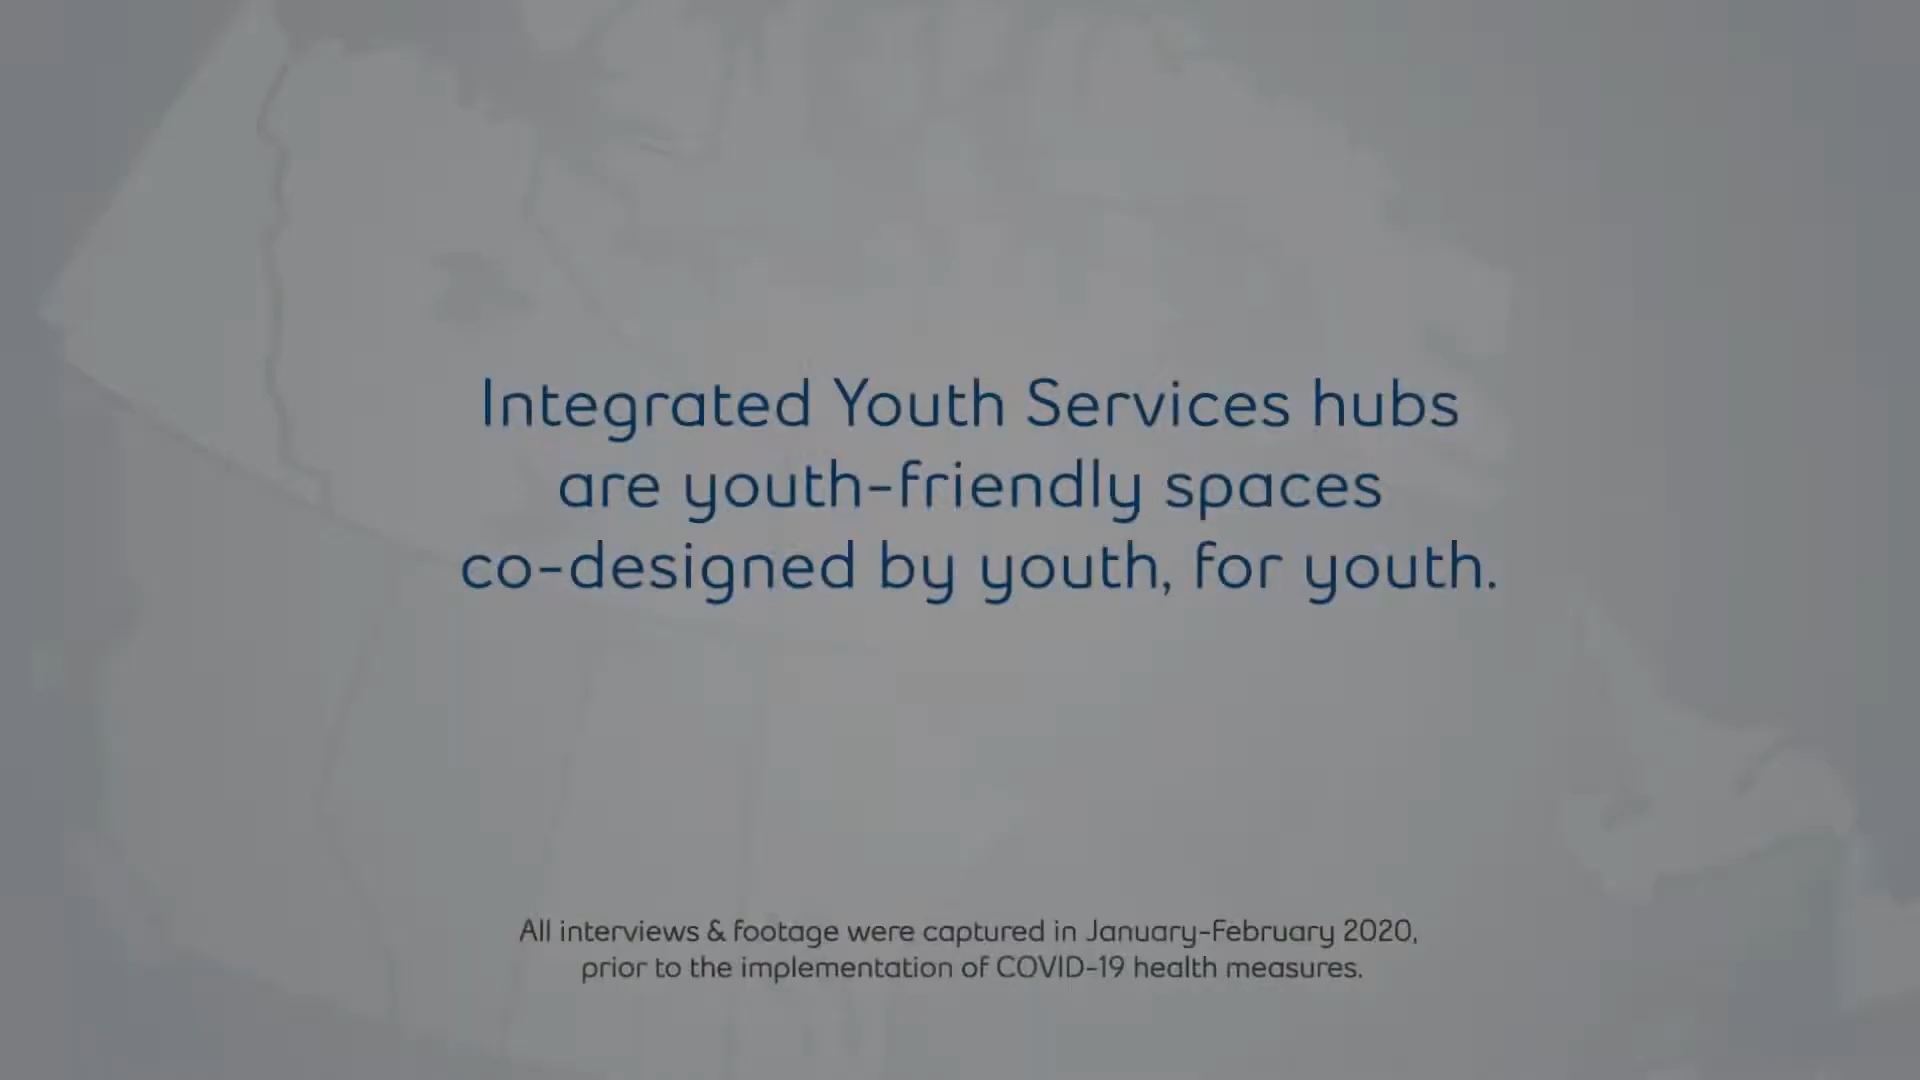 Integrated Youth Services hubs
are youth-friendly spaces
co-designed by youth, for youth.
All interviews & footage were captured in January-February 2020,
prior to the implementation of COVID-19 health measures.